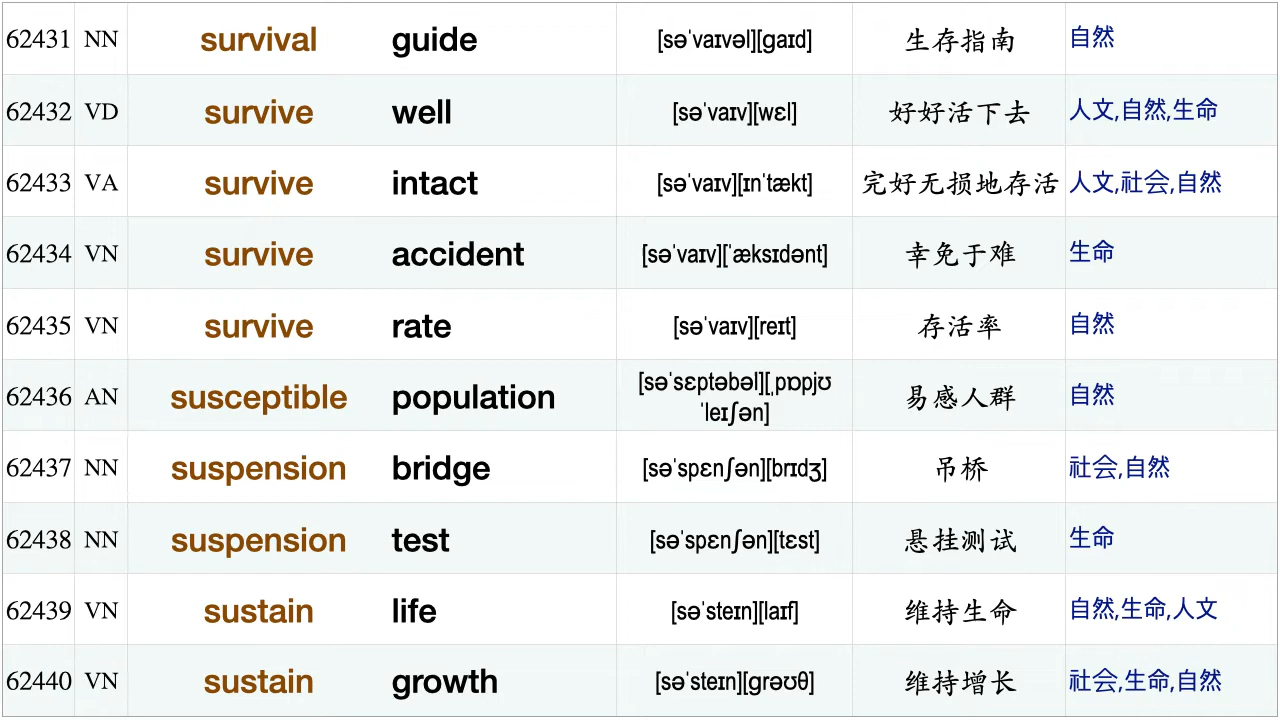 62431 NN survival guide [səˈvaɪvəl][ɡaɪd] 生存指南 自然
62432 VD survive well [səˈvaɪv][wɛl] 好好活下去 人文,自然,生命
62433 VA survive intact [səˈvaɪv][ɪnˈtækt] 完好无损地存活 人文,社会,自然
62434 VN survive accident [səˈvaɪv][ˈæksɪdənt] 幸免于难 生命
62435 VN survive rate [səˈvaɪv][reɪt] 存活率 自然
62436 AN susceptible population [səˈsɛptəbəl][ˌpɒpjʊ
ˈleɪʃən] 易感人群 自然
62437 NN suspension bridge [səˈspɛnʃən][brɪdʒ] 吊桥 社会,自然
62438 NN suspension test [səˈspɛnʃən][tɛst] 悬挂测试 生命
62439 VN sustain life [səˈsteɪn][laɪf] 维持生命 自然,生命,人文
62440 VN sustain growth [səˈsteɪn][ɡrəʊθ] 维持增长 社会,生命,自然